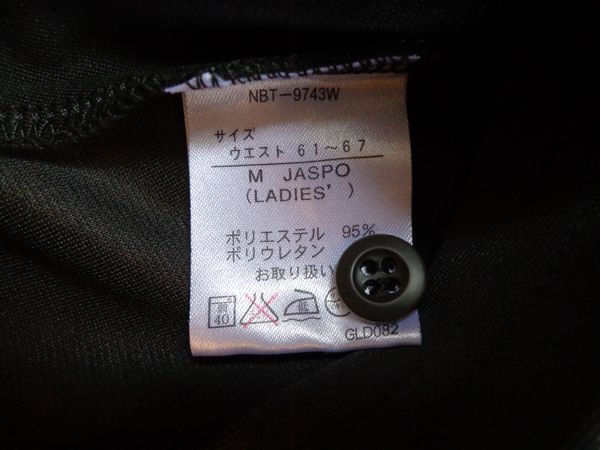 NBT-9743W
サイズ
ウエスト 61〜67
M JASPO
(LADIES')
ポリエステル 95%
ポリウレタン
お取り扱い
40
低
GLD082